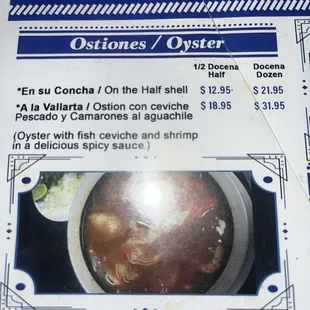 Ostiones / Oyster
1/2 Docena Docena
Half Dozen
*En su Concha / On the Half shell $ 12.95 $ 21.95
*A la Vallarta / Ostion con ceviche $ 18.95 $ 31.95
Pescado y Camarones al aguachile
(Oyster with fish ceviche and shrimp
in a delicious spicy sauce.)